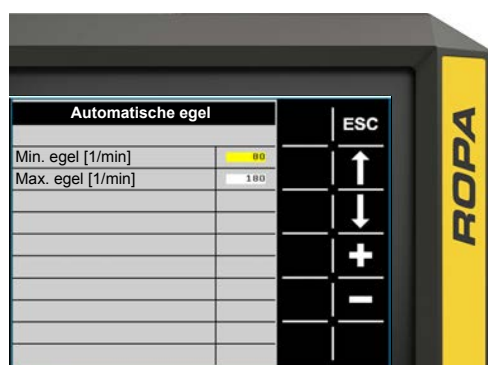 Automatische egel
ESC
Min. egel [1/min] 80
Max. egel [1/min] 180
ROPA